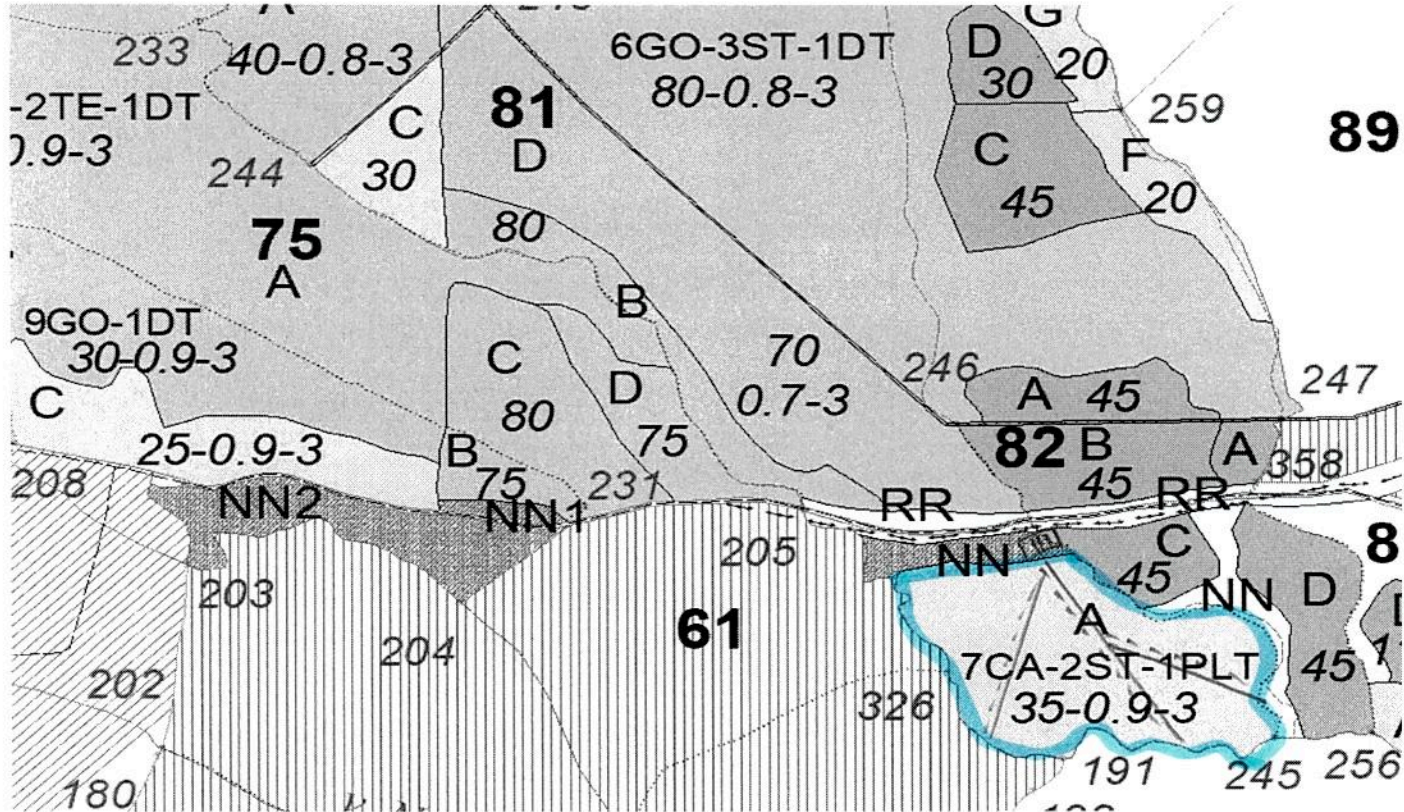 233
40-0.8-3
6GO-3ST-1DT
80-0.8-3
D
30
G
20
259
89
-2TE-1DT
0.9-3
C
30
81
D
C
45
F
20
244
80
75
A
B
9GO-1DT
30-0.9-3
C
80
D
75
70
0.7-3
246
A 45
247
C
25-0.9-3
B
75
231
82
B
45
A
358
208
NN2
NN1
RR
RR
205
NN
C
45
NN
D
45
8
203
204
61
A
7CA-2ST-1PLT
35-0.9-3
202
326
191
245
256
180